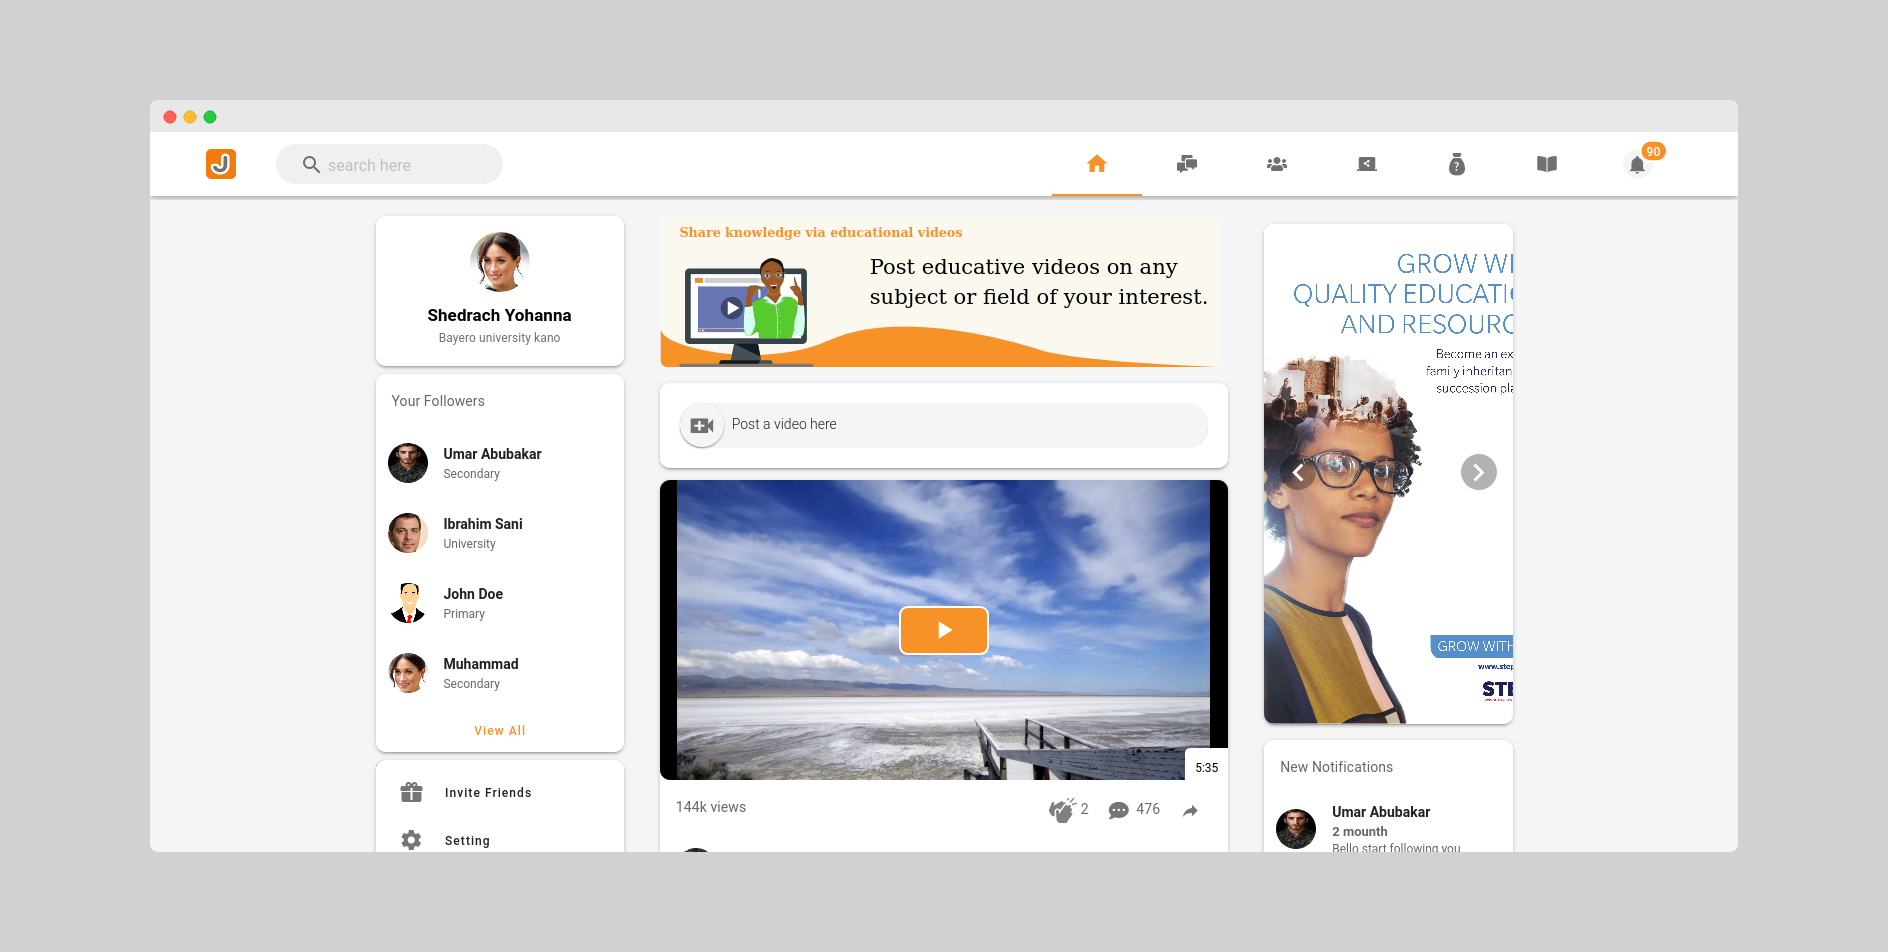 search here
90
Shedrach Yohanna
Bayero university kano
Your Followers
Umar Abubakar
Secondary
Ibrahim Sani
University
John Doe
Primary
Muhammad
Secondary
View All
Invite Friends
Setting
Share knowledge via educational videos
Post educative videos on any
subject or field of your interest.
Post a video here
5:35
144k views
2
476
GROW WI
QUALITY EDUCATI
AND RESOURC
Become an ex
family inheritan
succession pla
GROW WITH
www.step
STE
New Notifications
Umar Abubakar
2 mounth
Bello start following you